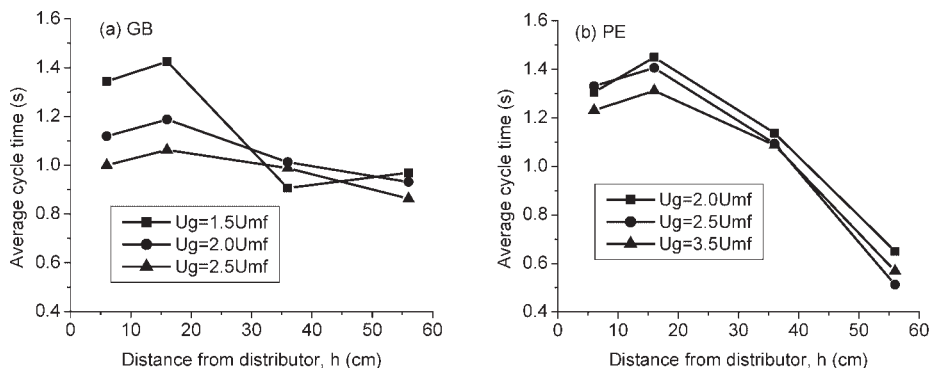 (a) GB
Average cycle time (s)
1.6
1.4
1.2
1.0
0.8
0.6
0.4
Ug=1.5Umf
Ug=2.0Umf
Ug=2.5Umf
0 10 20 30 40 50 60
Distance from distributor, h (cm)
(b) PE
Average cycle time (s)
1.6
1.4
1.2
1.0
0.8
0.6
0.4
Ug=2.0Umf
Ug=2.5Umf
Ug=3.5Umf
0 10 20 30 40 50 60
Distance from distributor, h (cm)